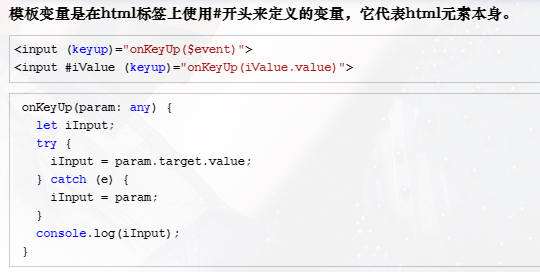 模板变量是在html标签上使用#开头来定义的变量，它代表html元素本身。
<input (keyup)="onKeyUp($event)">
<input #iValue (keyup)="onKeyUp(iValue.value)">
onKeyUp(param: any) {
  let iInput;
  try {
    iInput = param.target.value;
  } catch (e) {
    iInput = param;
  }
  console.log(iInput);
}